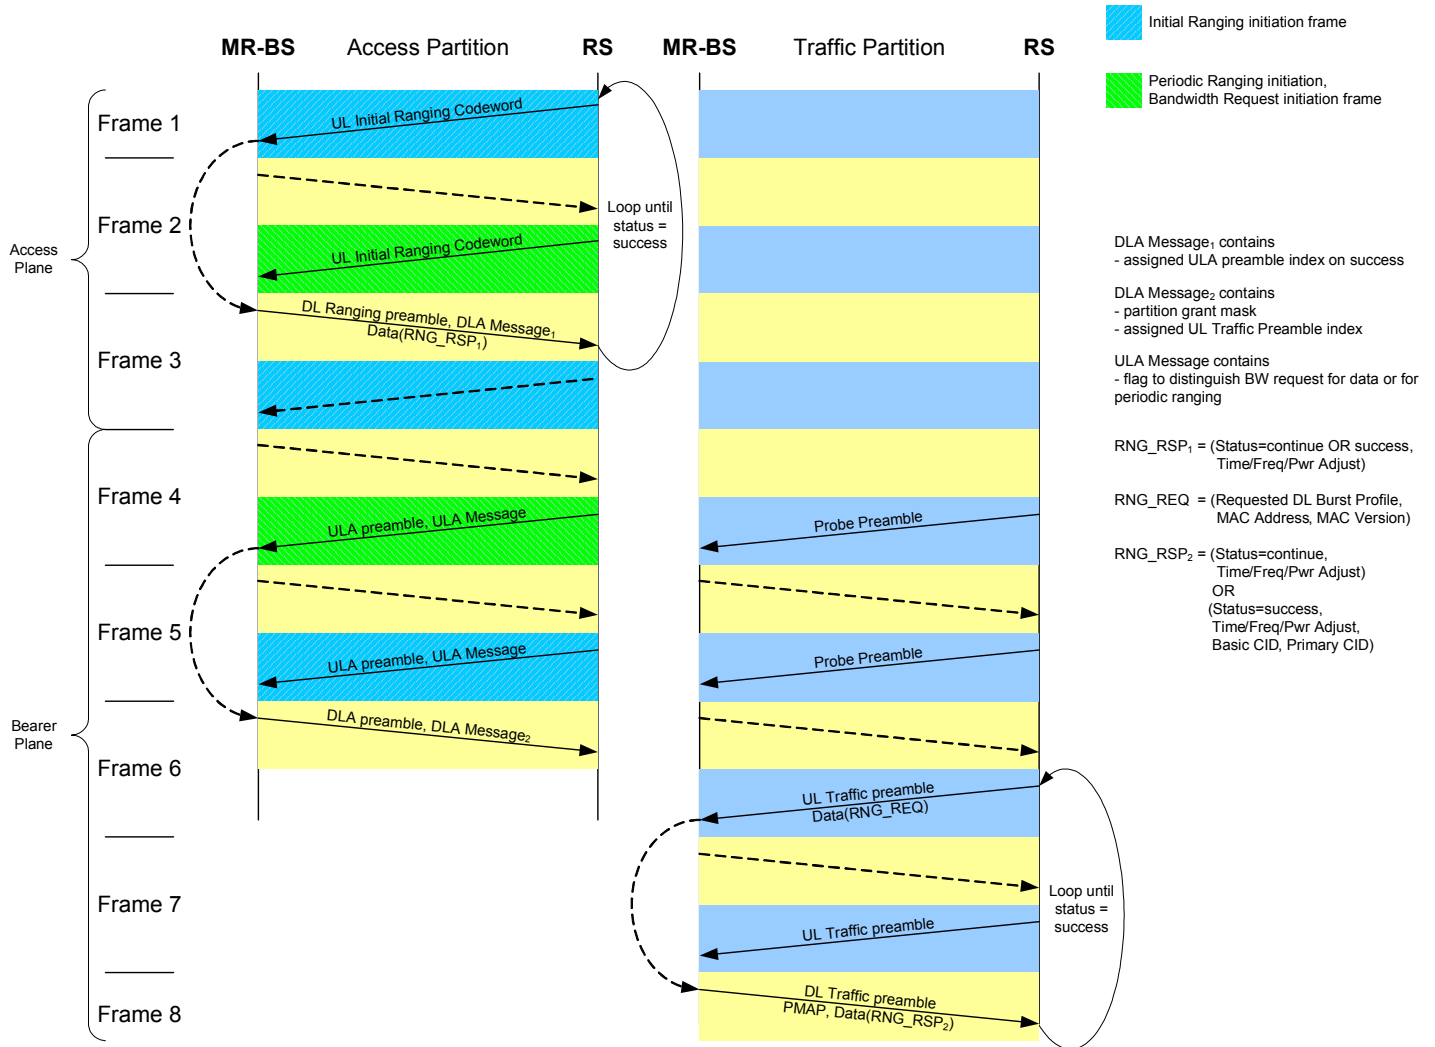 MR-BS Access Partition RS
MR-BS Traffic Partition RS
Initial Ranging initiation frame
Periodic Ranging initiation,
Bandwidth Request initiation frame
Access
Plane
Bearer
Plane
Frame 1
Frame 2
Frame 3
Frame 4
Frame 5
Frame 6
Frame 7
Frame 8
UL Initial Ranging Codeword
UL Initial Ranging Codeword
DL Ranging preamble, DLA Message₁
Data(RNG_RSP₁)
Loop until
status =
success
ULA preamble, ULA Message
ULA preamble, ULA Message
DLA preamble, DLA Message₂
Probe Preamble
Probe Preamble
UL Traffic preamble
Data(RNG_REQ)
UL Traffic preamble
DL Traffic preamble
PMAP, Data(RNG_RSP₂)
Loop until
status =
success
DLA Message₁ contains
- assigned ULA preamble index on success
DLA Message₂ contains
- partition grant mask
- assigned UL Traffic Preamble index
ULA Message contains
- flag to distinguish BW request for data or for
periodic ranging
RNG_RSP₁ = (Status=continue OR success,
Time/Freq/Pwr Adjust)
RNG_REQ = (Requested DL Burst Profile,
MAC Address, MAC Version)
RNG_RSP₂ = (Status=continue,
Time/Freq/Pwr Adjust)
OR
(Status=success,
Time/Freq/Pwr Adjust,
Basic CID, Primary CID)